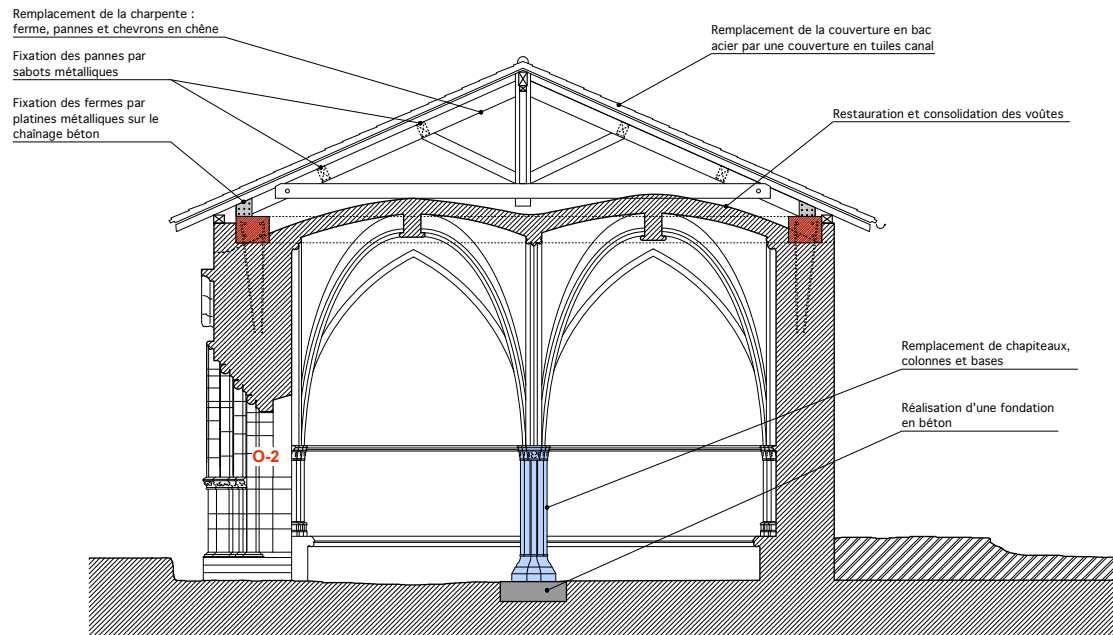 Remplacement de la charpente :
ferme, pannes et chevrons en chêne
Fixation des pannes par
sabots métalliques
Fixation des fermes par
platines métalliques sur le
chaînage béton
Remplacement de la couverture en bac
acier par une couverture en tuiles canal
Restauration et consolidation des voûtes
Remplacement de chapiteaux,
colonnes et bases
Réalisation d'une fondation
en béton
O-2